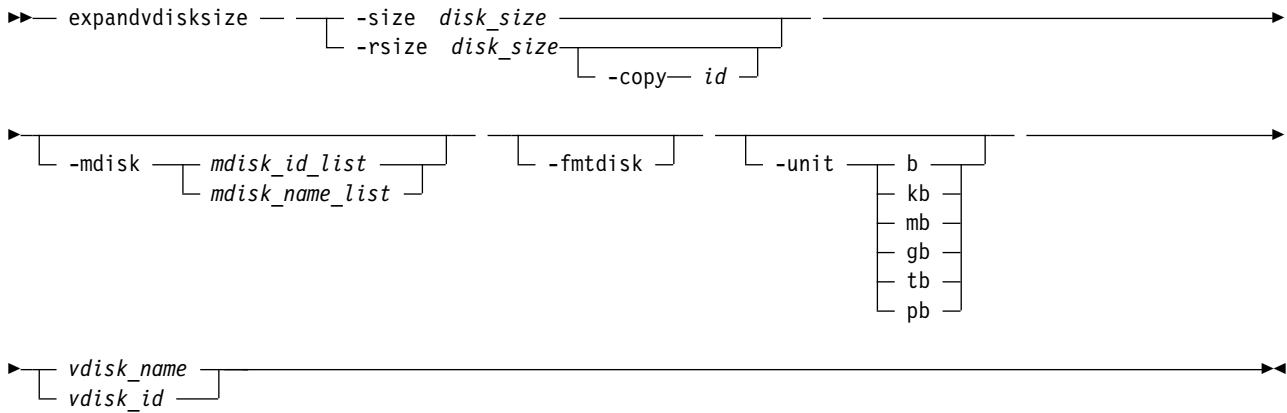 expandvdisksize -size disk_size
-rsize disk_size
-copy id
-mdisk mdisk_id_list -fmtdisk -unit b
mdisk_name_list kb
mb
gb
tb
pb
vdisk_name
vdisk_id